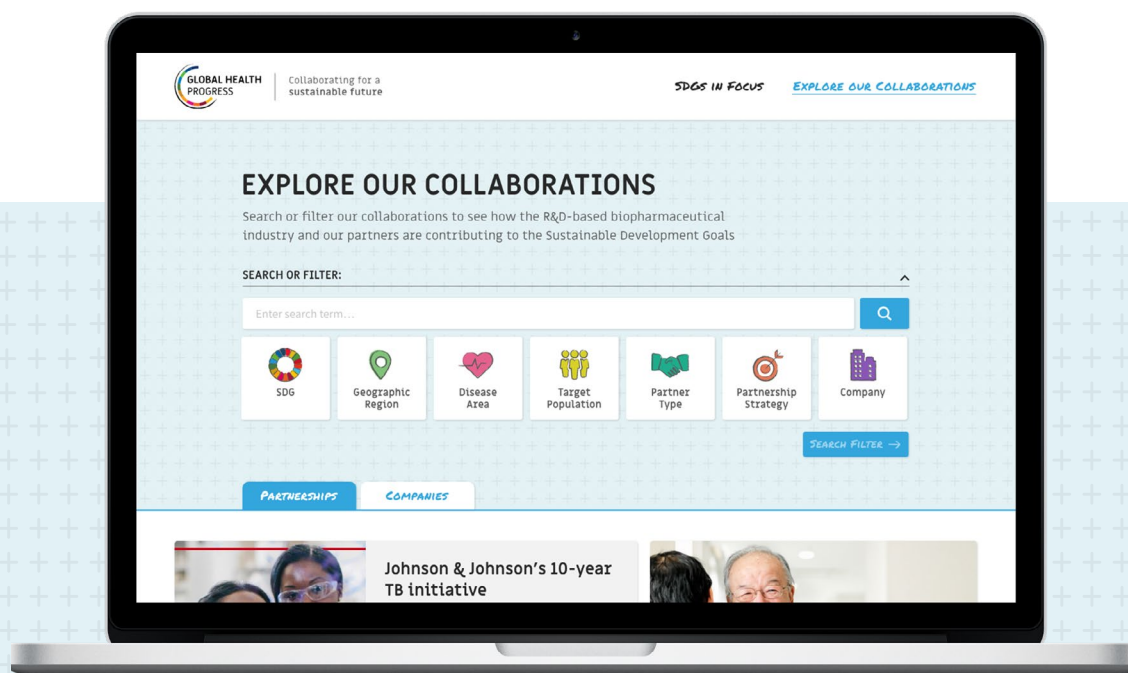 GLOBAL HEALTH
PROGRESS
Collaborating for a
sustainable future
SDGs in Focus
Explore our Collaborations
EXPLORE OUR COLLABORATIONS
Search or filter our collaborations to see how the R&D-based biopharmaceutical
industry and our partners are contributing to the Sustainable Development Goals
SEARCH OR FILTER:
Enter search term...
SDG
Geographic
Region
Disease
Area
Target
Population
Partner
Type
Partnership
Strategy
Company
Search Filter →
Partnerships
Companies
Johnson & Johnson's 10-year
TB initiative